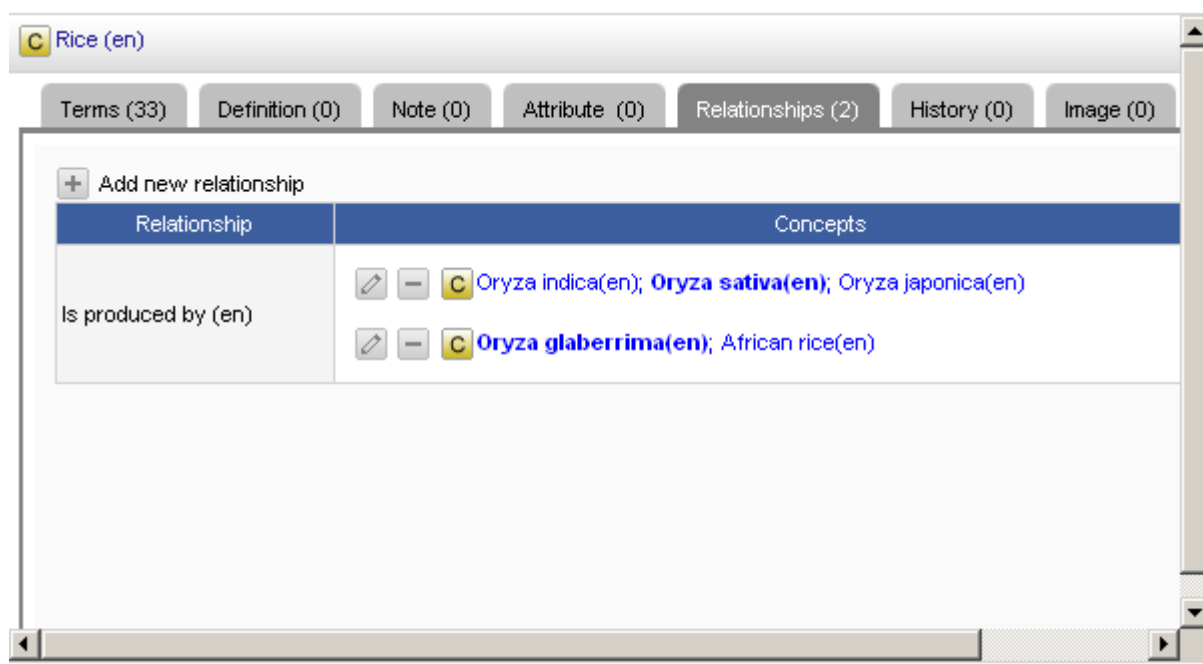 C Rice (en)
Terms (33) Definition (0) Note (0) Attribute (0) Relationships (2) History (0) Image (0)
Add new relationship
Relationship Concepts
Is produced by (en)
C Oryza indica(en); Oryza sativa(en); Oryza japonica(en)
C Oryza glaberrima(en); African rice(en)